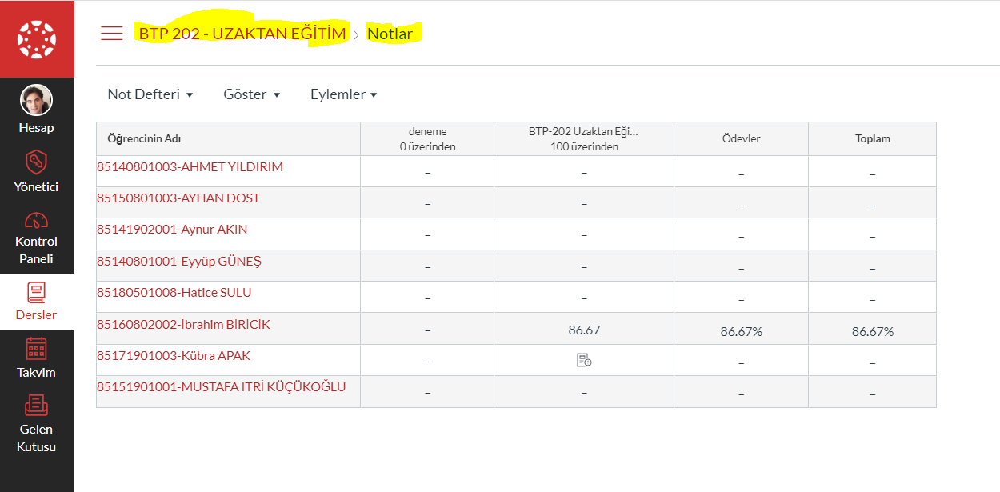 BTP 202 - UZAKTAN EĞİTİM > Notlar
Hesap
Yönetici
Kontrol
Paneli
Dersler
Takvim
Gelen
Kutusu
Not Defteri Göster Eylemler
Öğrencinin Adı deneme 0 üzerinden BTP-202 Uzaktan Eği... 100 üzerinden Ödevler Toplam
85140801003-AHMET YILDIRIM – – – –
85150801003-AYHAN DOST – – – –
85141902001-Aynur AKIN – – – –
85140801001-Eyyüp GÜNEŞ – – – –
85180501008-Hatice SULU – – – –
85160802002-İbrahim BİRİCİK – 86.67 86.67% 86.67%
85171901003-Kübra APAK – – –
85151901001-MUSTAFA ITRİ KÜÇÜKOĞLU – – – –